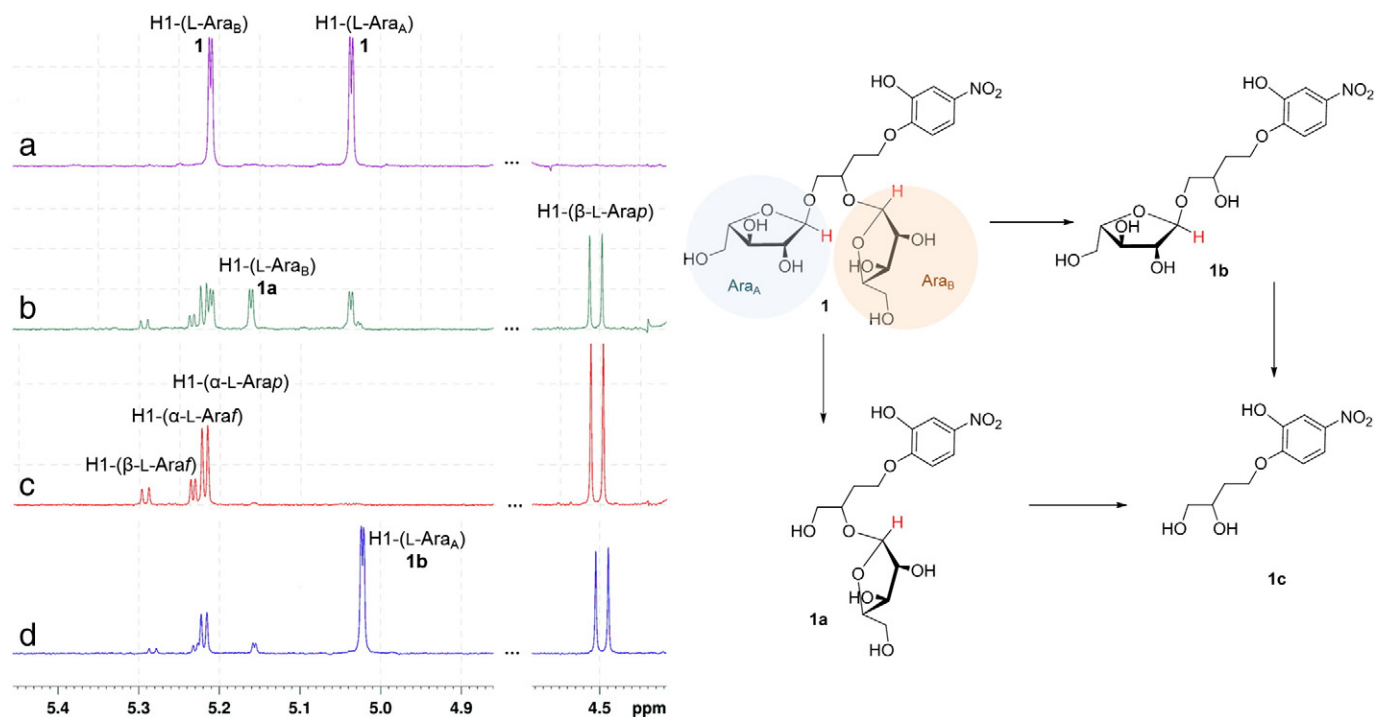 H1-(L-AraB)
1
H1-(L-AraA)
1
a
H1-(β-L-Arap)
H1-(L-AraB)
1a
b
H1-(α-L-Arap)
H1-(α-L-Araf)
H1-(β-L-Araf)
c
H1-(L-AraA)
1b
d
...
...
...
...
5.4 5.3 5.2 5.1 5.0 4.9 4.5 ppm
HO
NO2
O
O
O
H
O
OH
HO
H
OH
O
OH
HO
HO
AraA
AraB
1
HO
HO
NO2
O
OH
O
O
OH
H
HO
OH
1b
HO
NO2
O
HO
O
H
O
OH
HO
HO
1a
HO
NO2
O
HO
OH
1c